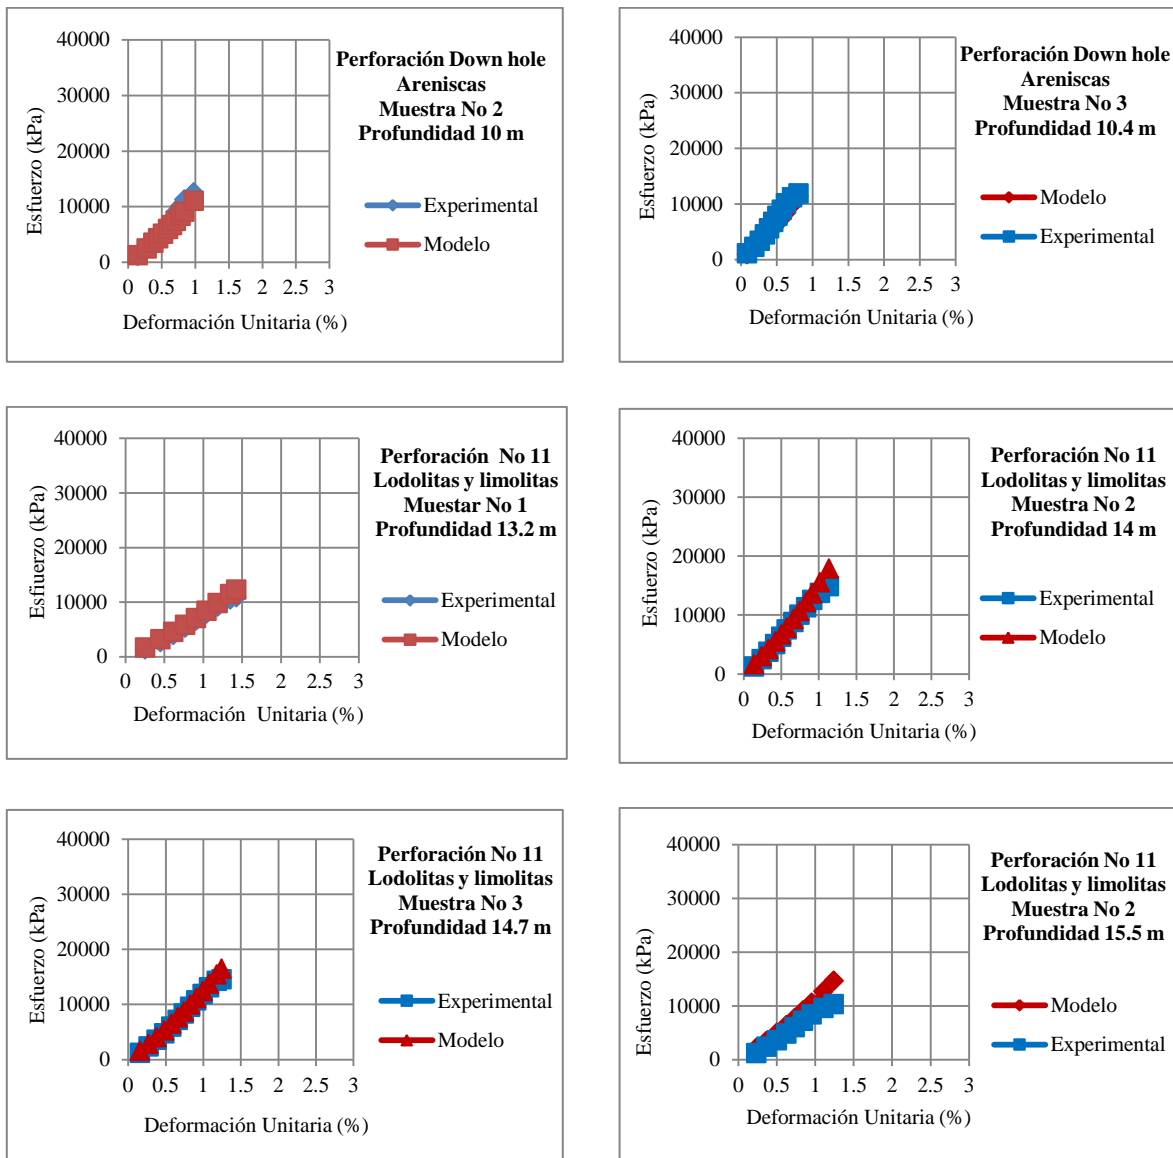 40000
30000
20000
10000
0
0 0.5 1 1.5 2 2.5 3
Esfuerzo (kPa)
Deformación Unitaria (%)
Perforación Down hole
Areniscas
Muestra No 2
Profundidad 10 m
Experimental
Modelo
40000
30000
20000
10000
0
0 0.5 1 1.5 2 2.5 3
Esfuerzo (kPa)
Deformación Unitaria (%)
Perforación Down hole
Areniscas
Muestra No 3
Profundidad 10.4 m
Modelo
Experimental
40000
30000
20000
10000
0
0 0.5 1 1.5 2 2.5 3
Esfuerzo (kPa)
Deformación Unitaria (%)
Perforación No 11
Lodolitas y limolitas
Muestar No 1
Profundidad 13.2 m
Experimental
Modelo
40000
30000
20000
10000
0
0 0.5 1 1.5 2 2.5 3
Esfuerzo (kPa)
Deformación Unitaria (%)
Perforación No 11
Lodolitas y limolitas
Muestra No 2
Profundidad 14 m
Experimental
Modelo
40000
30000
20000
10000
0
0 0.5 1 1.5 2 2.5 3
Esfuerzo (kPa)
Deformación Unitaria (%)
Perforación No 11
Lodolitas y limolitas
Muestra No 3
Profundidad 14.7 m
Experimental
Modelo
40000
30000
20000
10000
0
0 0.5 1 1.5 2 2.5 3
Esfuerzo (kPa)
Deformación Unitaria (%)
Perforación No 11
Lodolitas y limolitas
Muestra No 2
Profundidad 15.5 m
Modelo
Experimental